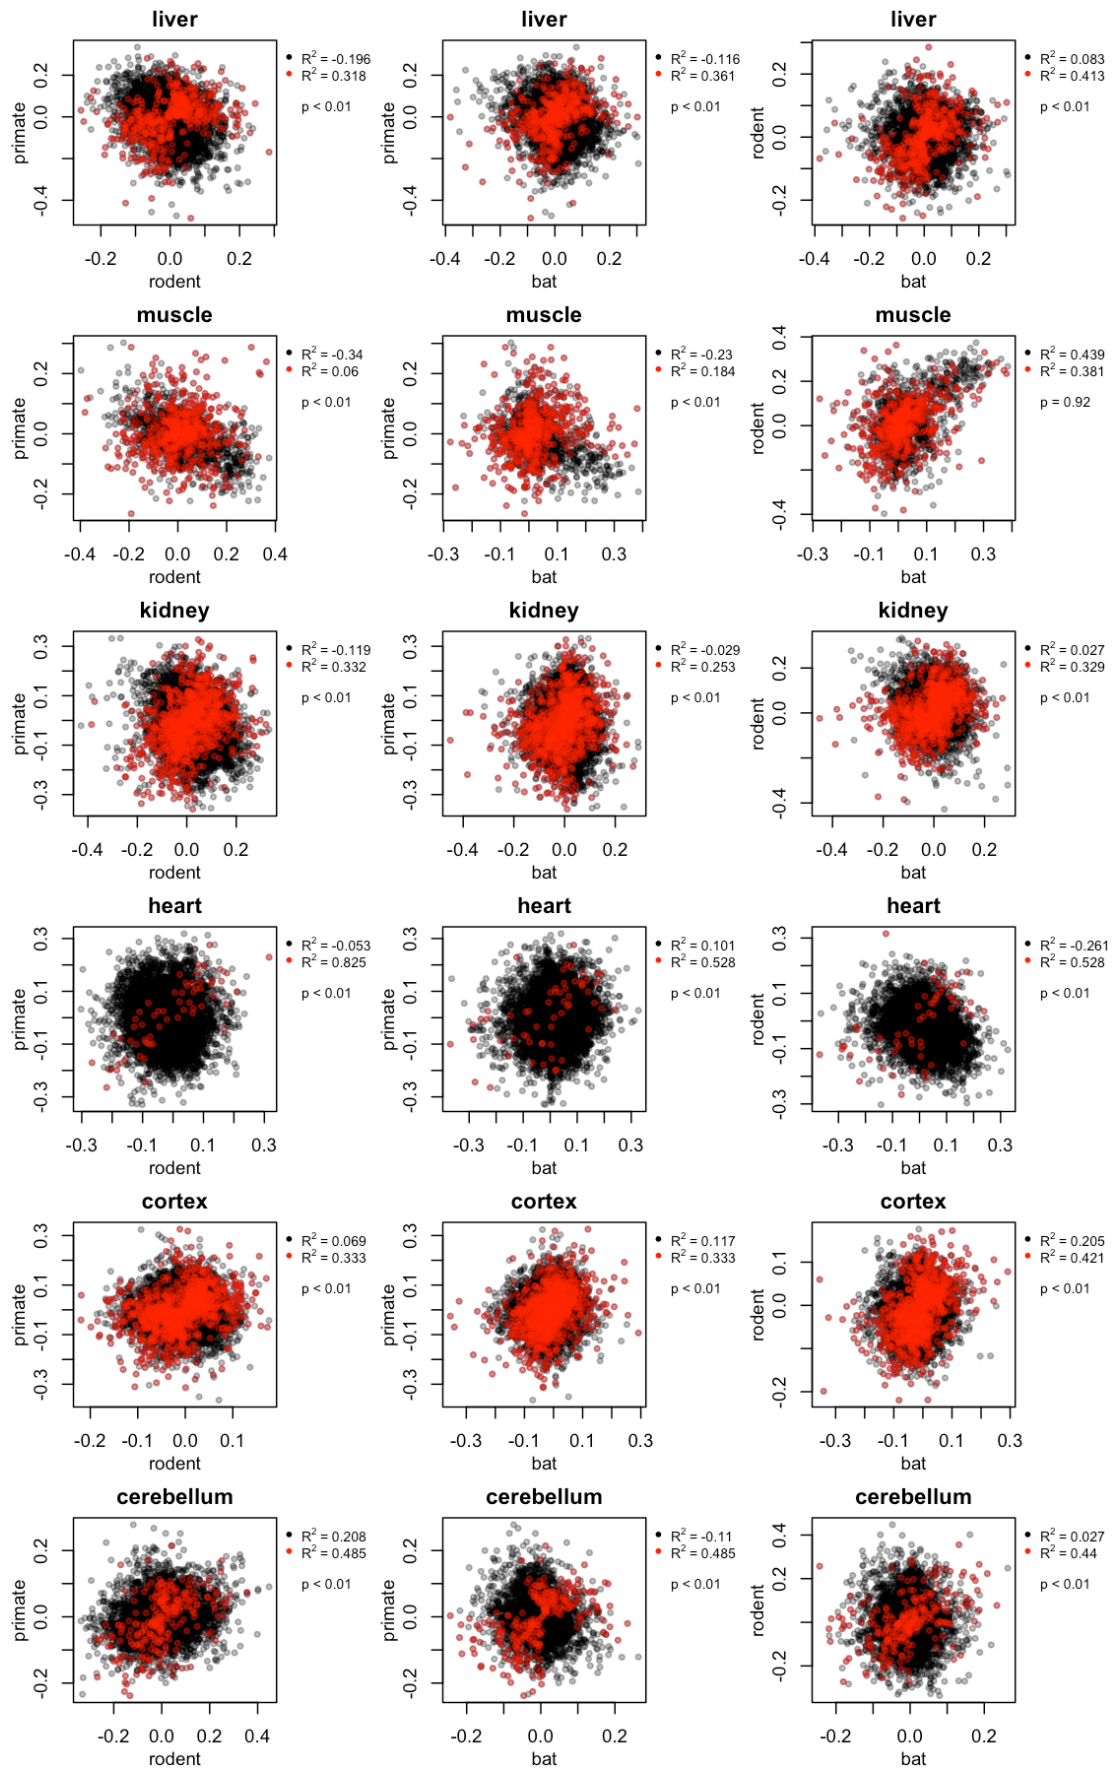 liver liver liver
R² = -0.196 R² = -0.116 R² = 0.083
R² = 0.318 R² = 0.361 R² = 0.413
p < 0.01 p < 0.01 p < 0.01
primate primate rodent
-0.4 0.0 0.2 -0.4 0.0 0.2 -0.2 0.0 0.2
-0.2 0.0 0.2 -0.4 -0.2 0.0 0.2 -0.4 -0.2 0.0 0.2
rodent bat bat
muscle muscle muscle
R² = -0.34 R² = -0.23 R² = 0.439
R² = 0.06 R² = 0.184 R² = 0.381
p < 0.01 p < 0.01 p = 0.92
primate primate rodent
-0.2 0.0 0.2 -0.2 0.0 0.2 -0.4 0.0 0.2 0.4
-0.4 -0.2 0.0 0.2 0.4 -0.3 -0.1 0.1 0.3 -0.3 -0.1 0.1 0.3
rodent bat bat
kidney kidney kidney
R² = -0.119 R² = -0.029 R² = 0.027
R² = 0.332 R² = 0.253 R² = 0.329
p < 0.01 p < 0.01 p < 0.01
primate primate rodent
-0.3 -0.1 0.1 0.3 -0.3 -0.1 0.1 0.3 -0.4 0.0 0.2
-0.4 -0.2 0.0 0.2 -0.4 -0.2 0.0 0.2 -0.4 -0.2 0.0 0.2
rodent bat bat
heart heart heart
R² = -0.053 R² = 0.101 R² = -0.261
R² = 0.825 R² = 0.528 R² = 0.528
p < 0.01 p < 0.01 p < 0.01
primate primate rodent
-0.3 -0.1 0.1 0.3 -0.3 -0.1 0.1 0.3 -0.3 -0.1 0.1 0.3
-0.3 -0.1 0.1 0.3 -0.3 -0.1 0.1 0.3 -0.3 -0.1 0.1 0.3
rodent bat bat
cortex cortex cortex
R² = 0.069 R² = 0.117 R² = 0.205
R² = 0.333 R² = 0.333 R² = 0.421
p < 0.01 p < 0.01 p < 0.01
primate primate rodent
-0.3 -0.1 0.1 0.3 -0.3 -0.1 0.1 0.3 -0.2 0.0 0.1
-0.2 -0.1 0.0 0.1 -0.3 -0.1 0.1 0.3 -0.3 -0.1 0.1 0.3
rodent bat bat
cerebellum cerebellum cerebellum
R² = 0.208 R² = -0.11 R² = 0.027
R² = 0.485 R² = 0.485 R² = 0.44
p < 0.01 p < 0.01 p < 0.01
primate primate rodent
-0.2 0.0 0.2 -0.2 0.0 0.2 -0.2 0.2 0.4
-0.2 0.0 0.2 0.4 -0.2 0.0 0.2 -0.2 0.0 0.2
rodent bat bat